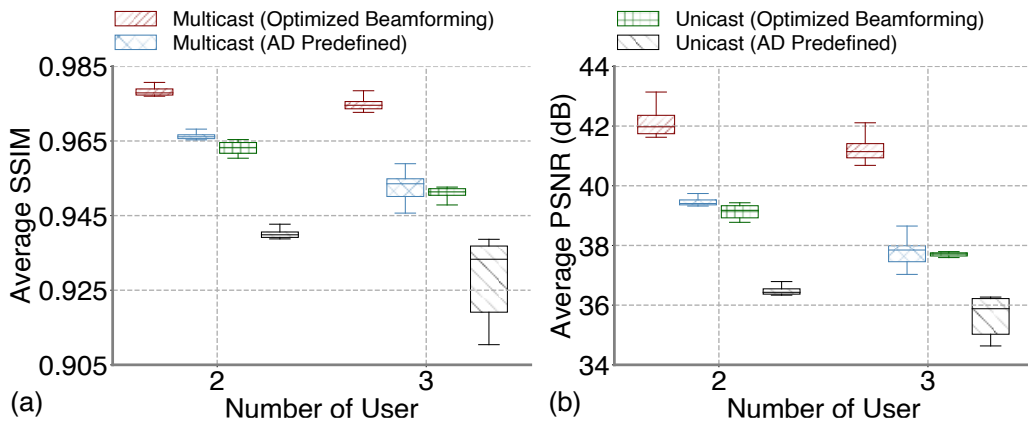 Multicast (Optimized Beamforming)
Multicast (AD Predefined)
Unicast (Optimized Beamforming)
Unicast (AD Predefined)
0.985
0.965
0.945
0.925
0.905
Average SSIM
2
3
Number of User
(a)
44
42
40
38
36
34
Average PSNR (dB)
2
3
Number of User
(b)